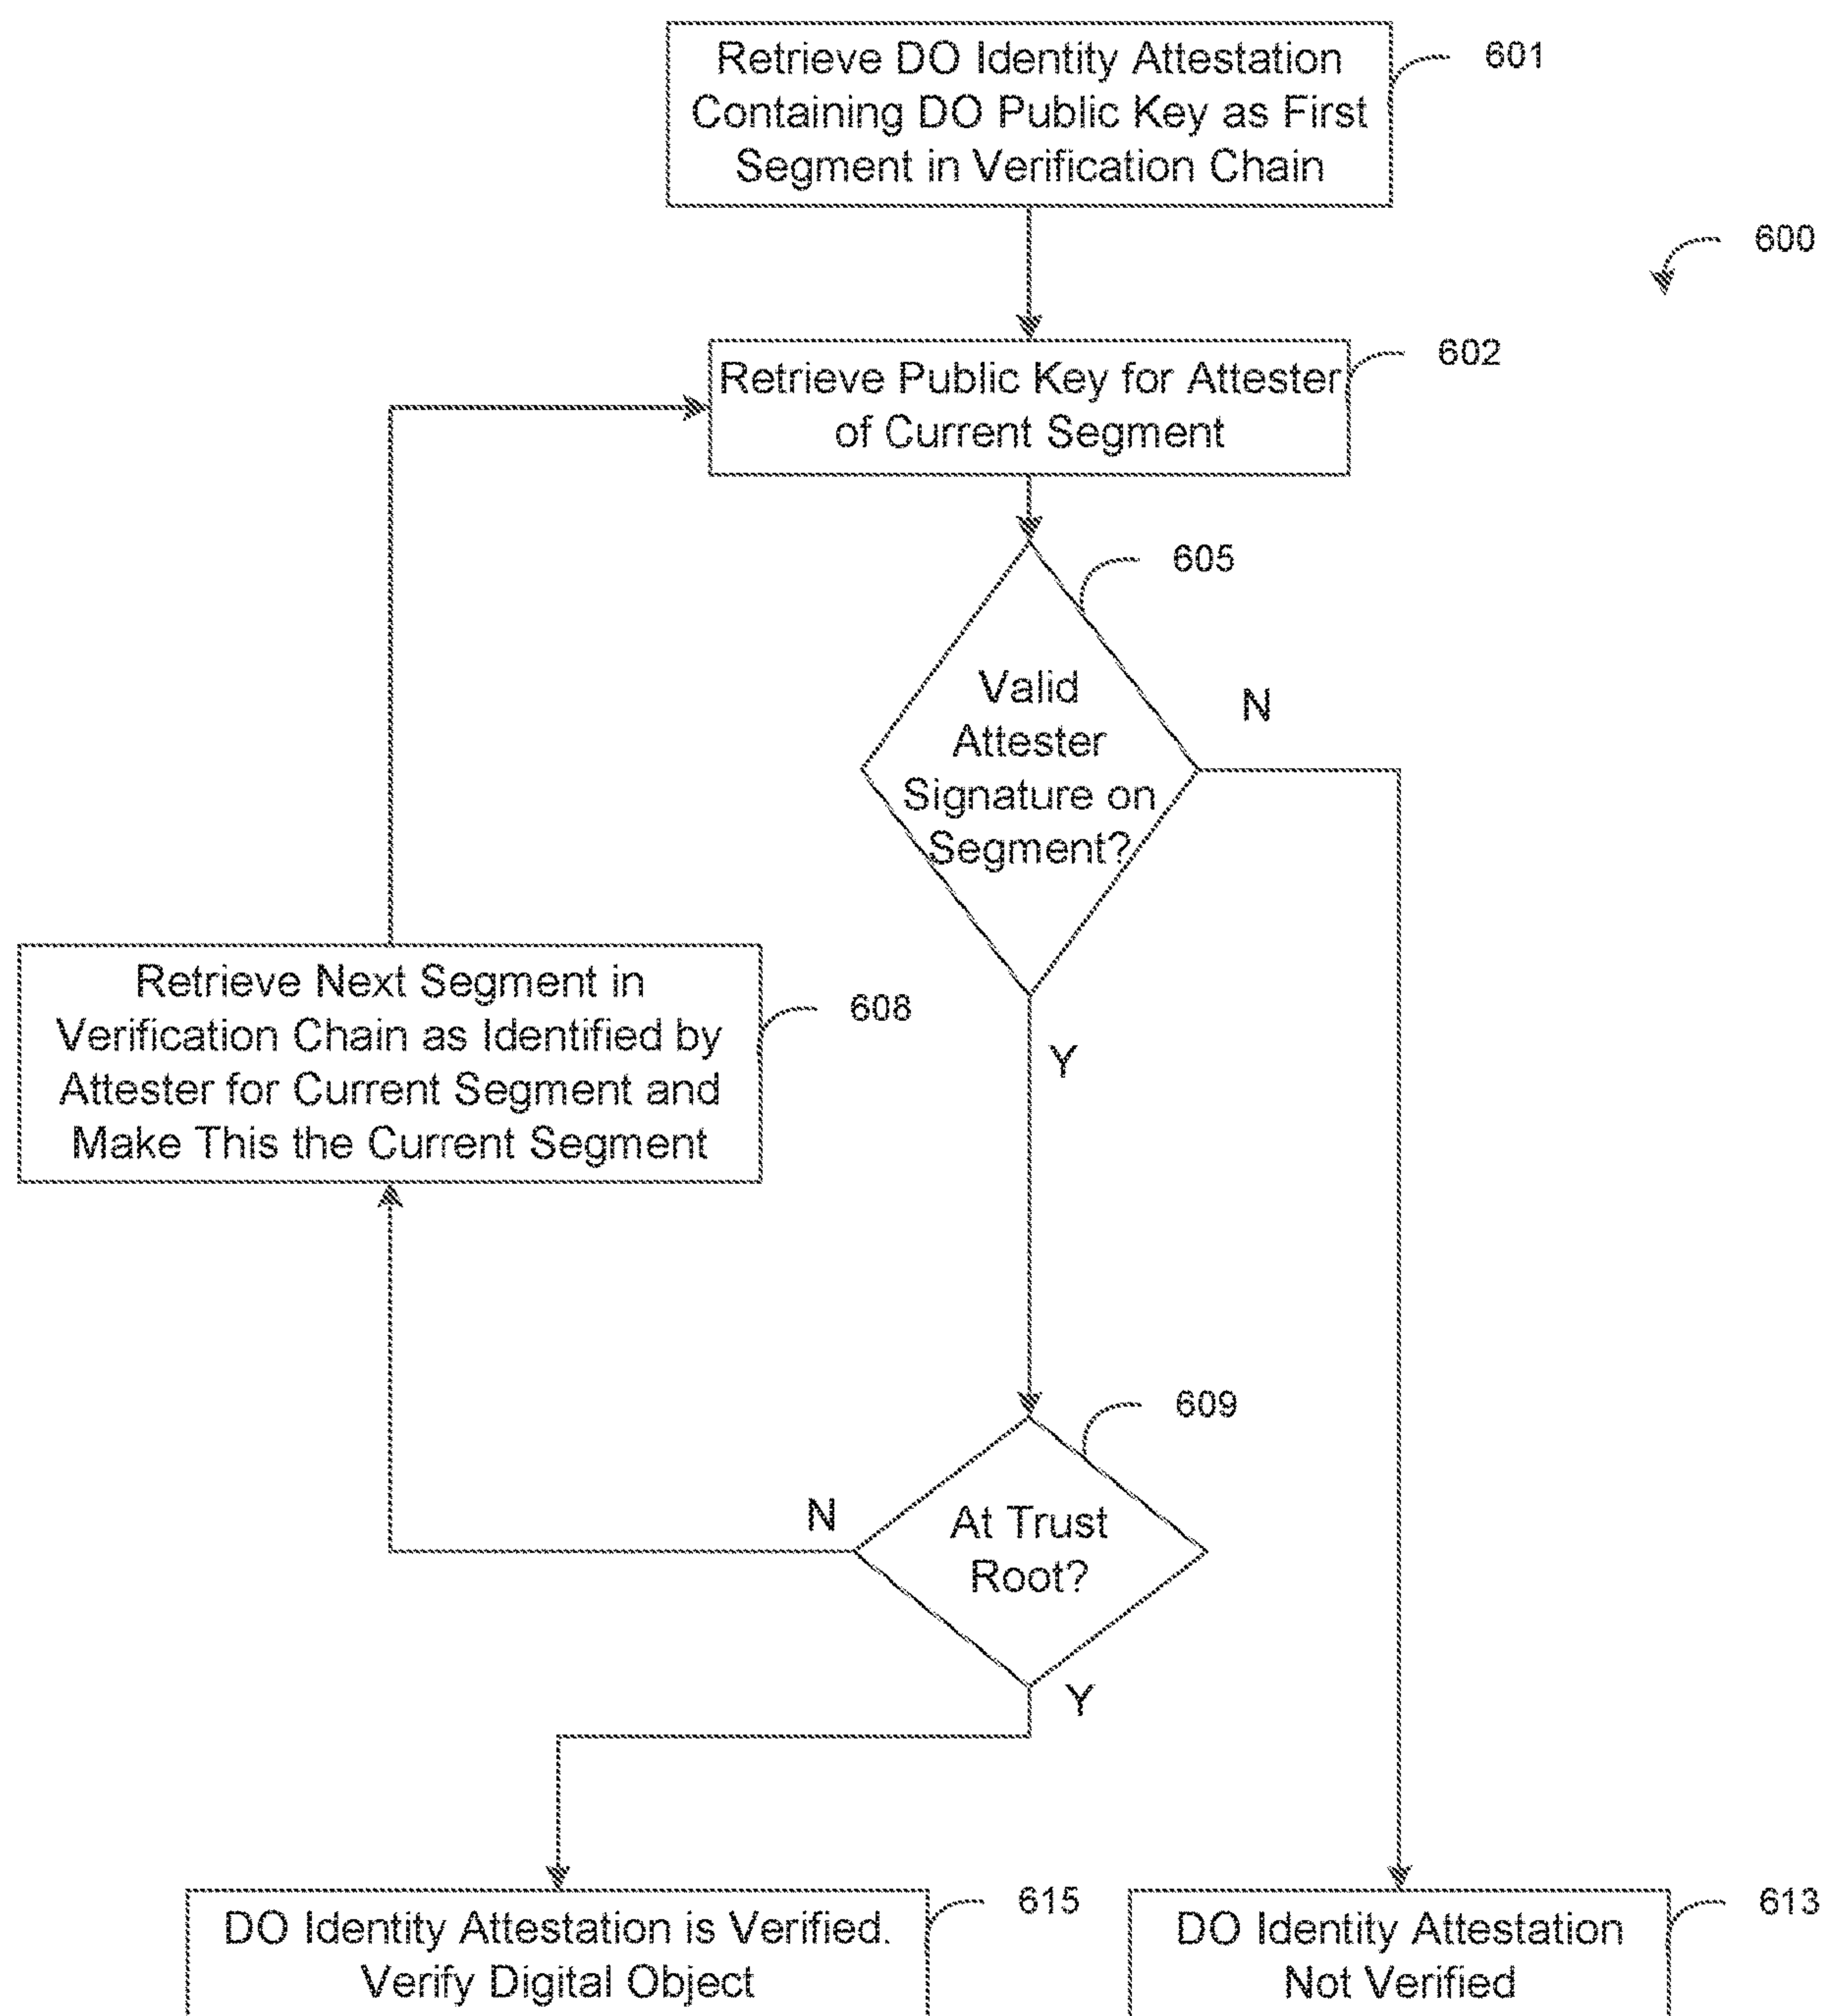 Retrieve DO Identity Attestation
Containing DO Public Key as First
Segment in Verification Chain
601
600
Retrieve Public Key for Attester
of Current Segment
602
605
Valid
Attester
Signature on
Segment?
N
Y
Retrieve Next Segment in
Verification Chain as Identified by
Attester for Current Segment and
Make This the Current Segment
608
609
At Trust
Root?
N
Y
DO Identity Attestation is Verified.
Verify Digital Object
615
DO Identity Attestation
Not Verified
613